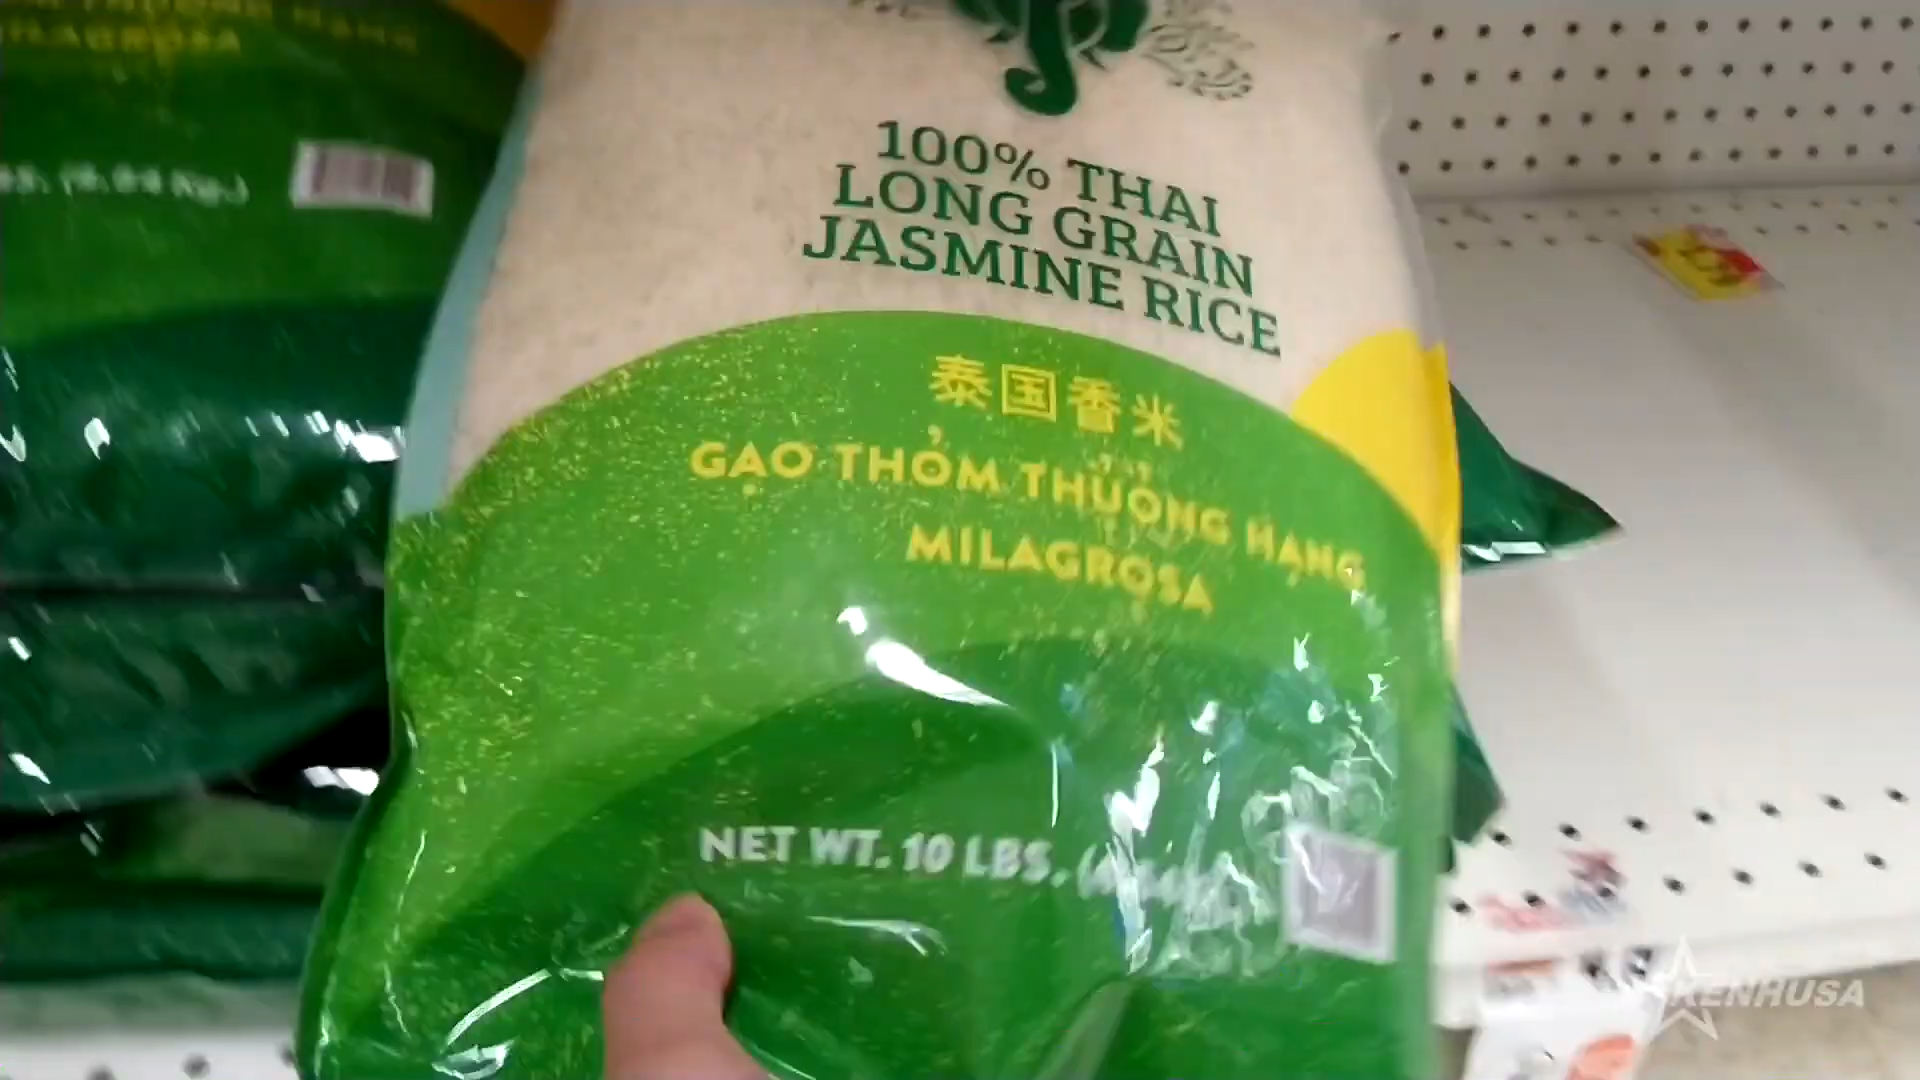 100% THAI
LONG GRAIN
JASMINE RICE
泰国香米
GẠO THƠM THƯỢNG HẠNG
MILAGROSA
NET WT. 10 LBS.
KENHUSA